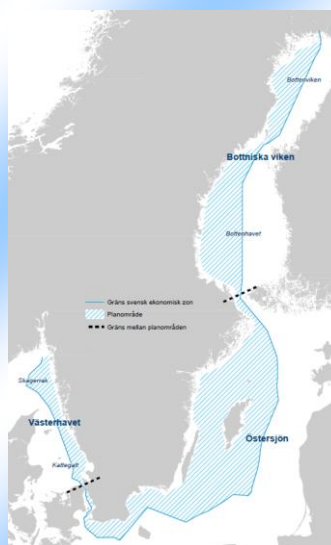 Bottenviken
Bottniska viken
Bottenhavet
Gräns svensk ekonomisk zon
Planområde
Gräns mellan planområden
Skagerrak
Västerhavet
Östersjön
Kattegatt